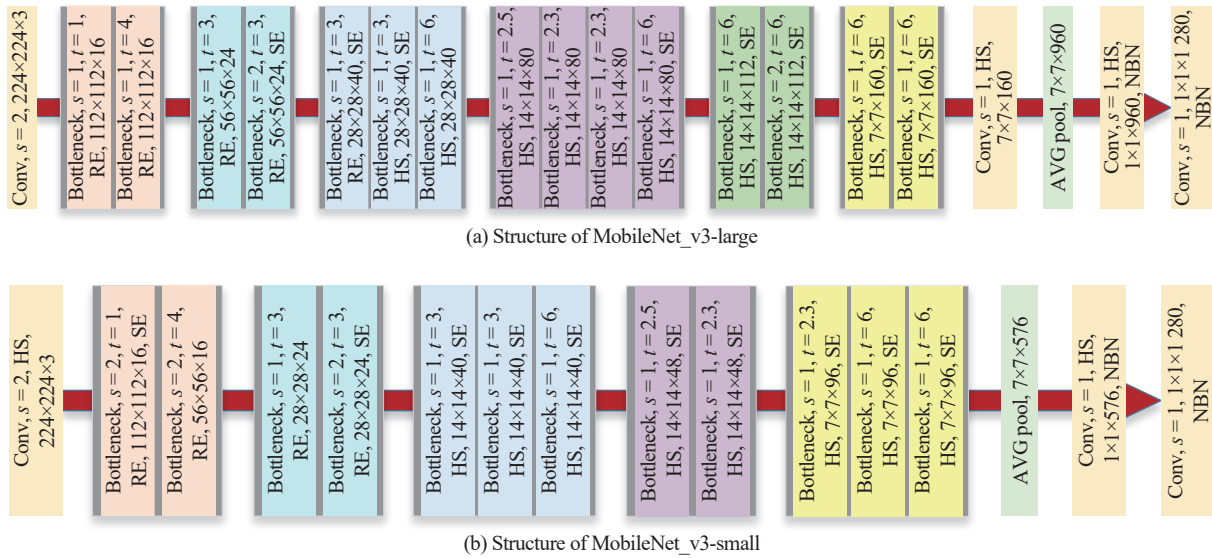 Conv, s = 2, 224×224×3
Bottleneck, s = 1, t = 1,
RE, 112×112×16
Bottleneck, s = 1, t = 4,
RE, 112×112×16
Bottleneck, s = 1, t = 3,
RE, 56×56×24
Bottleneck, s = 2, t = 3,
RE, 56×56×24, SE
Bottleneck, s = 1, t = 3,
RE, 28×28×40, SE
Bottleneck, s = 1, t = 3,
HS, 28×28×40, SE
Bottleneck, s = 1, t = 6,
HS, 28×28×40
Bottleneck, s = 1, t = 2.5,
HS, 14×14×80
Bottleneck, s = 1, t = 2.3,
HS, 14×14×80
Bottleneck, s = 1, t = 2.3,
HS, 14×14×80
Bottleneck, s = 1, t = 6,
HS, 14×14×80, SE
Bottleneck, s = 1, t = 6,
HS, 14×14×112, SE
Bottleneck, s = 2, t = 6,
HS, 14×14×112, SE
Bottleneck, s = 1, t = 6,
HS, 7×7×160, SE
Bottleneck, s = 1, t = 6,
HS, 7×7×160, SE
Conv, s = 1, HS,
7×7×160
AVG pool, 7×7×960
Conv, s = 1, HS,
1×1×960, NBN
Conv, s = 1, 1×1×1 280,
NBN
(a) Structure of MobileNet_v3-large
Conv, s = 2, HS,
224×224×3
Bottleneck, s = 2, t = 1,
RE, 112×112×16, SE
Bottleneck, s = 2, t = 4,
RE, 56×56×16
Bottleneck, s = 1, t = 3,
RE, 28×28×24
Bottleneck, s = 2, t = 3,
RE, 28×28×24, SE
Bottleneck, s = 1, t = 3,
HS, 14×14×40, SE
Bottleneck, s = 1, t = 3,
HS, 14×14×40, SE
Bottleneck, s = 1, t = 6,
HS, 14×14×40, SE
Bottleneck, s = 1, t = 2.5,
HS, 14×14×48, SE
Bottleneck, s = 1, t = 2.3,
HS, 14×14×48, SE
Bottleneck, s = 1, t = 2.3,
HS, 7×7×96, SE
Bottleneck, s = 1, t = 6,
HS, 7×7×96, SE
Bottleneck, s = 1, t = 6,
HS, 7×7×96, SE
AVG pool, 7×7×576
Conv, s = 1, HS,
1×1×576, NBN
Conv, s = 1, 1×1×1 280,
NBN
(b) Structure of MobileNet_v3-small